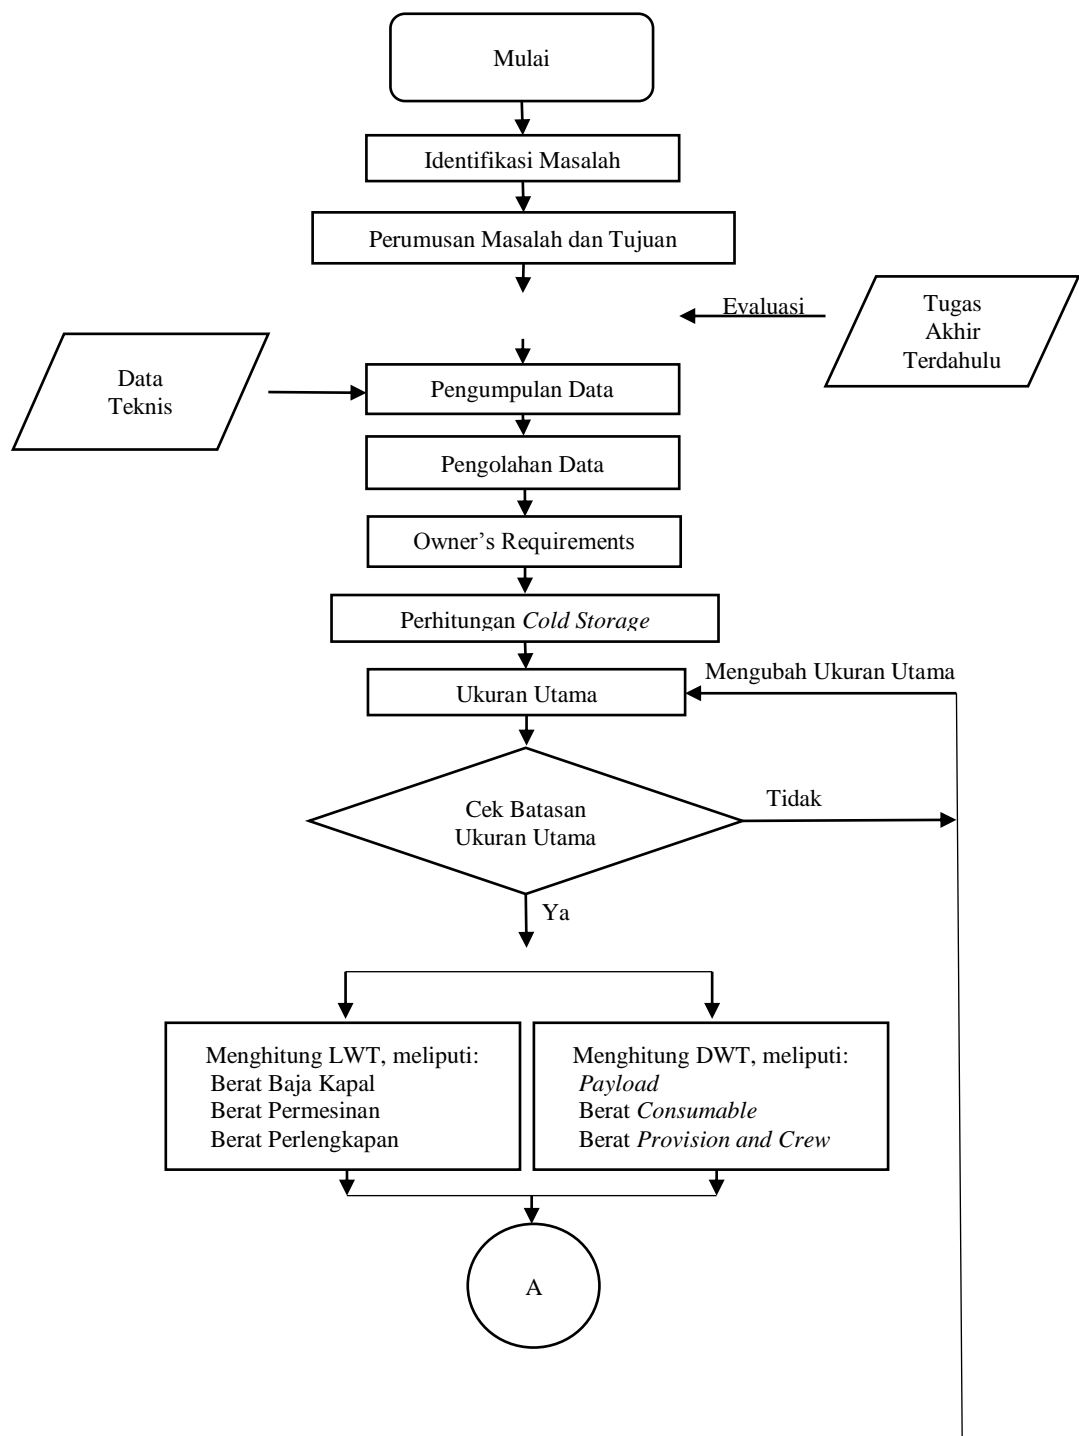 Mulai
Identifikasi Masalah
Perumusan Masalah dan Tujuan
Evaluasi
Tugas
Akhir
Terdahulu
Data
Teknis
Pengumpulan Data
Pengolahan Data
Owner’s Requirements
Perhitungan Cold Storage
Mengubah Ukuran Utama
Ukuran Utama
Cek Batasan
Ukuran Utama
Tidak
Ya
Menghitung LWT, meliputi:
Berat Baja Kapal
Berat Permesinan
Berat Perlengkapan
Menghitung DWT, meliputi:
Payload
Berat Consumable
Berat Provision and Crew
A